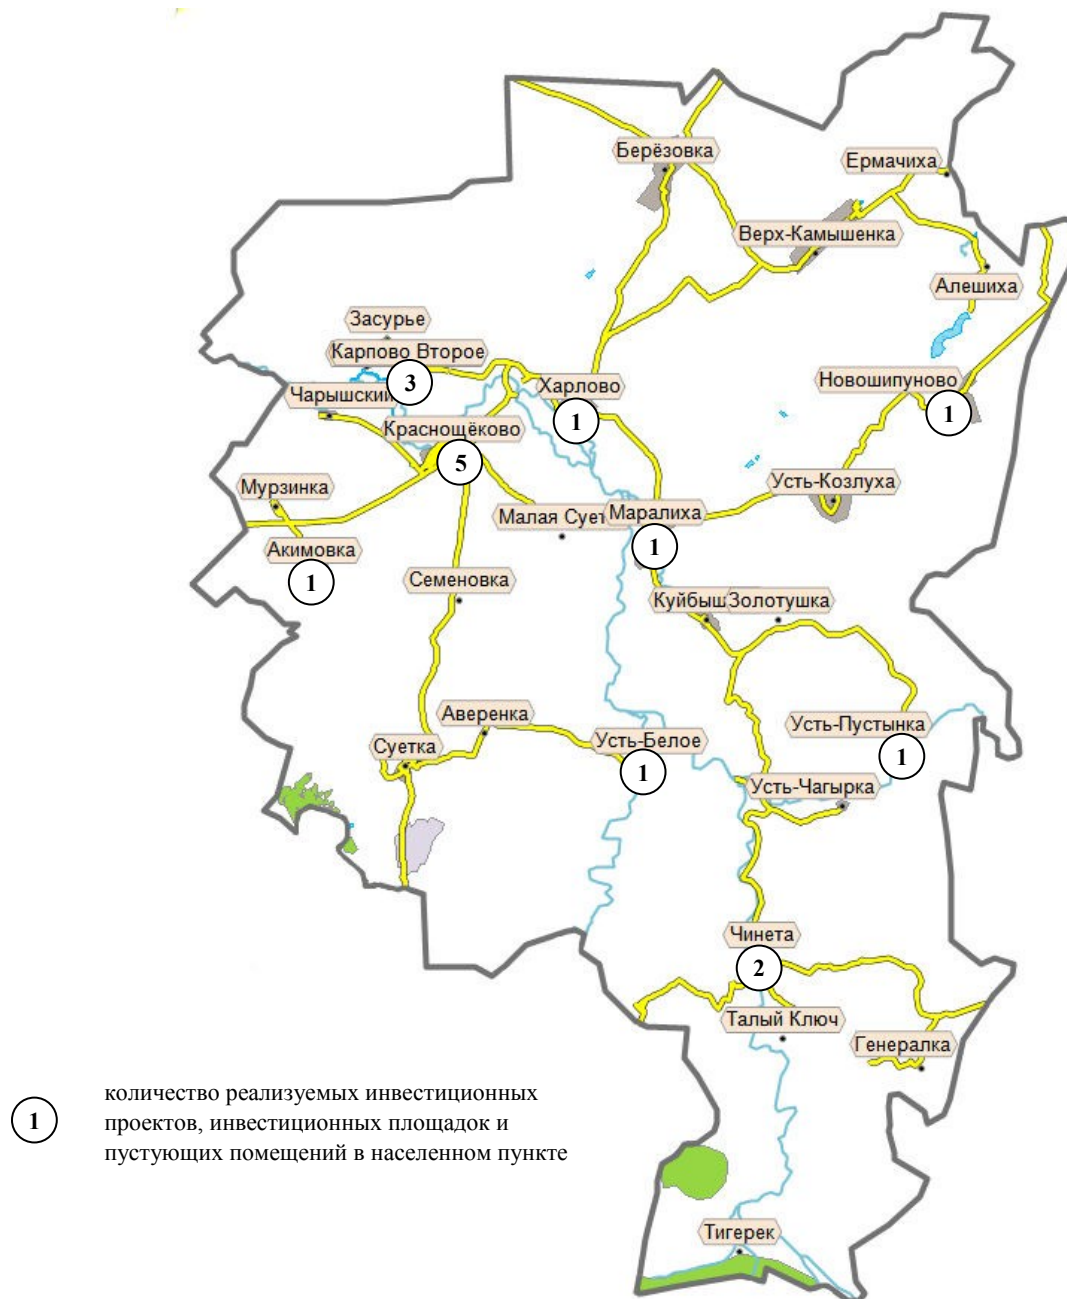 Берёзовка
Ермачиха
Верх-Камышенка
Алешиха
Засурье
Карпово Второе
3
Чарышский
Харлово
1
Новошипуново
1
Краснощёково
5
Мурзинка
Усть-Козлуха
Малая Сует
Маралиха
1
Акимовка
1
Семеновка
Куйбыш
Золотушка
Аверенка
Суетка
Усть-Белое
1
Усть-Пустынка
1
Усть-Чагырка
Чинета
2
Талый Ключ
Генералка
1
количество реализуемых инвестиционных
проектов, инвестиционных площадок и
пустующих помещений в населенном пункте
Тигерек